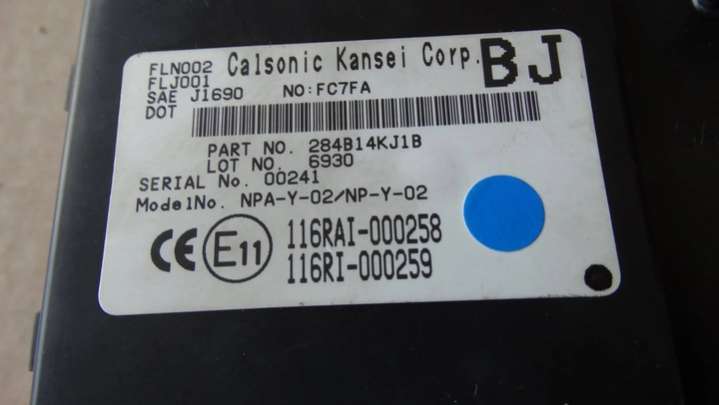 FLN002 Calsonic Kansei Corp. BJ
FLJ001
SAE J1690 NO:FC7FA
DOT
PART NO. 284B14KJ1B
LOT NO. 6930
SERIAL No. 00241
ModelNo. NPA-Y-02/NP-Y-02
CE E11 116RAI-000258
116RI-000259